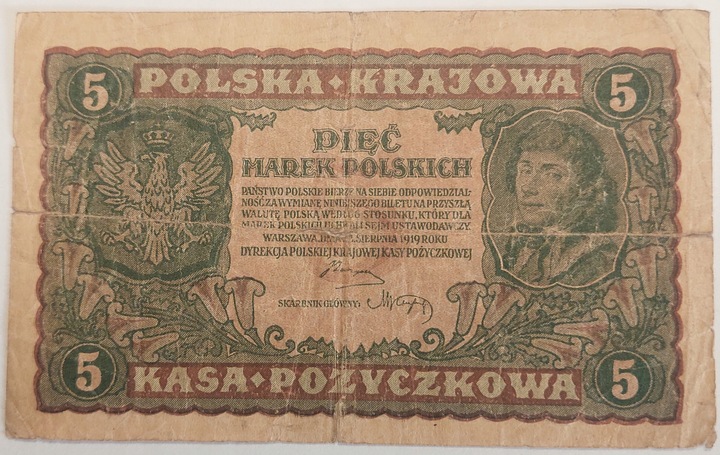 5 POLSKA KRAJOWA 5
PIĘĆ
MAREK POLSKICH
PAŃSTWO POLSKIE BIERZE NA SIEBIE ODPOWIEDZIAL-
NOŚĆ ZA WYMIANĘ NINIEJSZEGO BILETU NA PRZYSZŁĄ
WALUTĘ POLSKĄ WEDŁUG STOSUNKU, KTÓRY DLA
MAREK POLSKICH UCHWALI SEJM USTAWODAWCZY.
WARSZAWA, SIERPNIA 1919 ROKU
DYREKCJA POLSKIEJ KRAJOWEJ KASY POŻYCZKOWEJ
SKARBNIK GŁÓWNY:
5 KASA POŻYCZKOWA 5